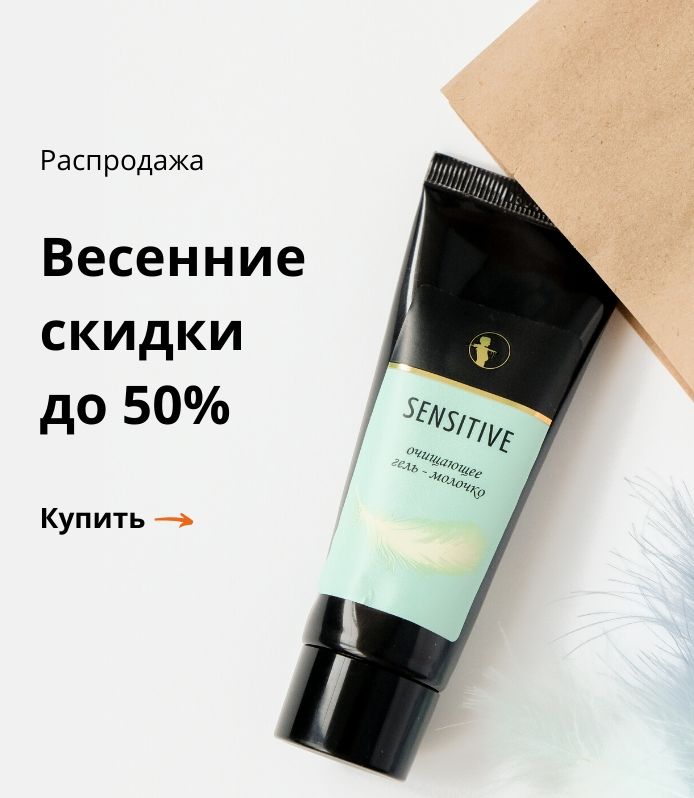 Распродажа
Весенние
скидки
до 50%
Купить
SENSITIVE
очищающее
гель - молочко